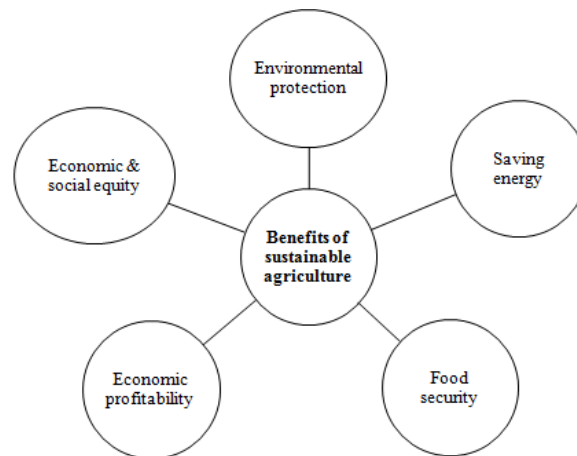 Environmental
protection
Economic &
social equity
Saving
energy
Benefits of
sustainable
agriculture
Economic
profitability
Food
security